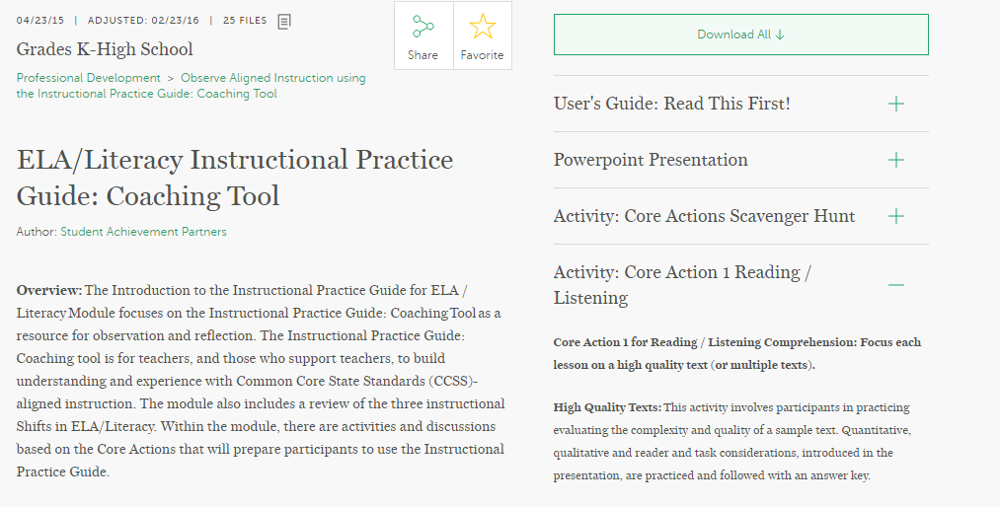 04/23/15 | ADJUSTED: 02/23/16 | 25 FILES
Grades K-High School
Professional Development > Observe Aligned Instruction using
the Instructional Practice Guide: Coaching Tool
Share
Favorite
ELA/Literacy Instructional Practice
Guide: Coaching Tool
Author: Student Achievement Partners
Overview: The Introduction to the Instructional Practice Guide for ELA /
Literacy Module focuses on the Instructional Practice Guide: Coaching Tool as a
resource for observation and reflection. The Instructional Practice Guide:
Coaching tool is for teachers, and those who support teachers, to build
understanding and experience with Common Core State Standards (CCSS)-
aligned instruction. The module also includes a review of the three instructional
Shifts in ELA/Literacy. Within the module, there are activities and discussions
based on the Core Actions that will prepare participants to use the Instructional
Practice Guide.
Download All ↓
User's Guide: Read This First!
Powerpoint Presentation
Activity: Core Actions Scavenger Hunt
Activity: Core Action 1 Reading /
Listening
Core Action 1 for Reading / Listening Comprehension: Focus each
lesson on a high quality text (or multiple texts).
High Quality Texts: This activity involves participants in practicing
evaluating the complexity and quality of a sample text. Quantitative,
qualitative and reader and task considerations, introduced in the
presentation, are practiced and followed with an answer key.